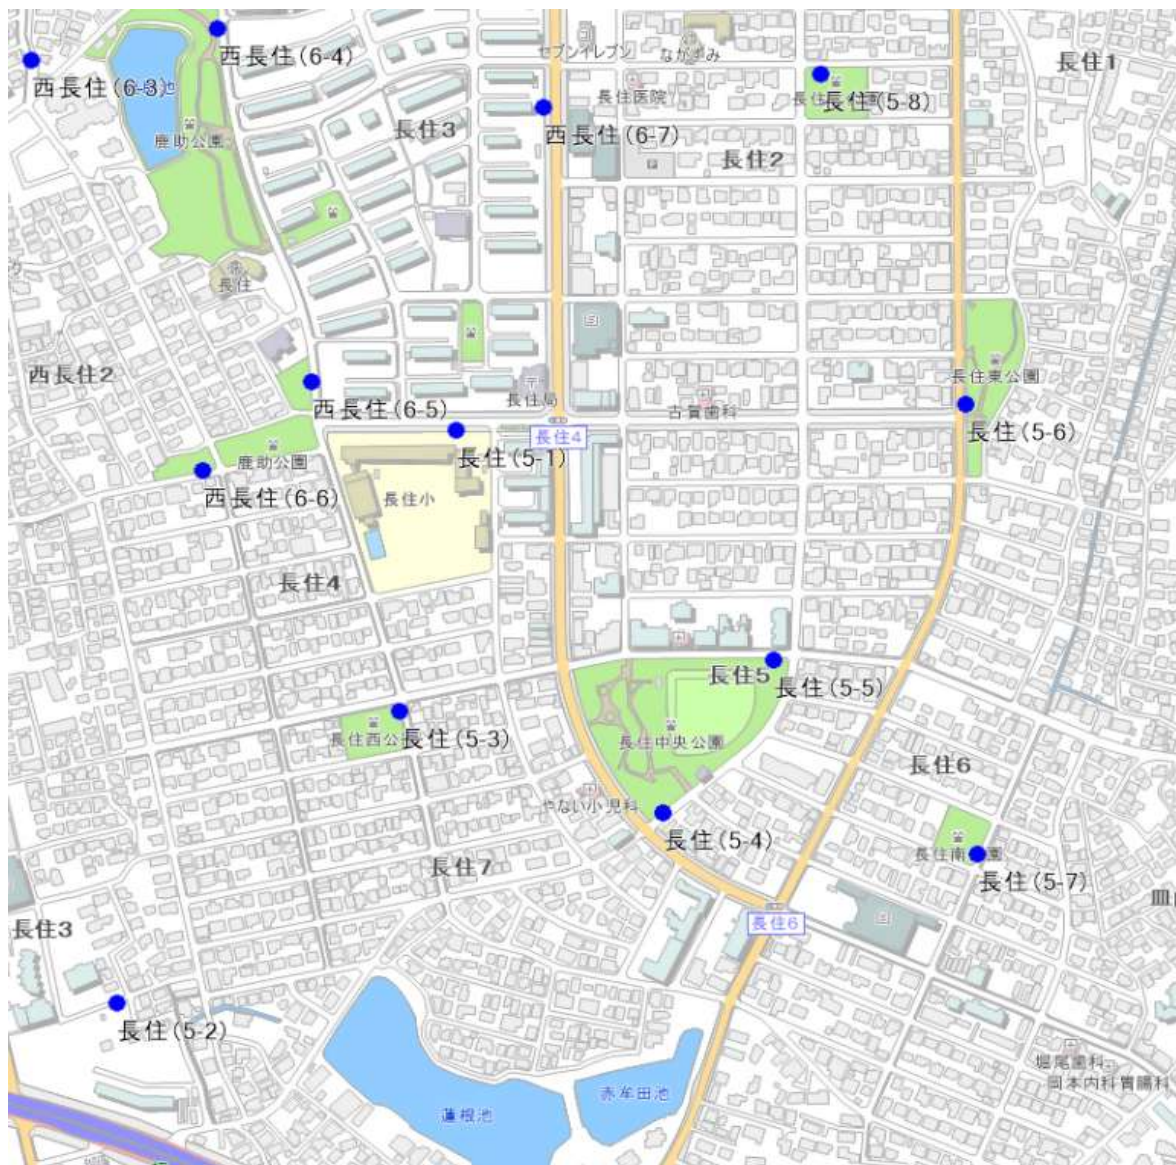 セブンイレブン
ながずみ
西長住(6-4)
長住1
西長住(6-3)
池
長住医院
長住
長住(5-8)
園
長住3
西長住(6-7)
鹿助公園
長住2
長住
長住東公園
西長住2
西長住(6-5)
長住局
古賀歯科
長住4
長住(5-6)
長住(5-1)
鹿助公園
西長住(6-6)
長住小
長住4
長住5
長住(5-5)
長住西公
長住(5-3)
長住中央公園
長住6
やない小児科
長住(5-4)
長住南
園
長住7
長住(5-7)
皿
長住3
長住6
長住(5-2)
堀尾歯科
岡本内科胃腸科
赤牟田池
蓮根池